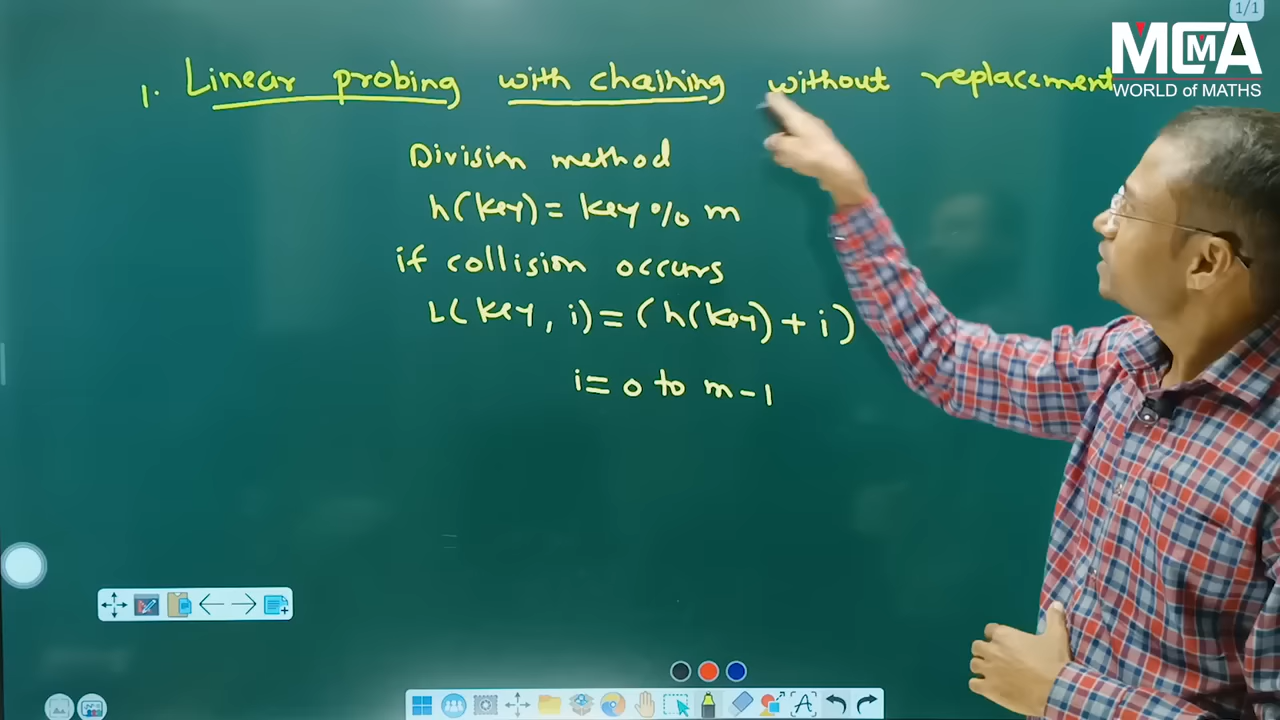 1/1
MCMA
WORLD of MATHS
1. Linear probing with chaining without replacement
Division method
h(key) = key % m
if collision occurs
L(key, i) = (h(key) + i)
i = 0 to m-1